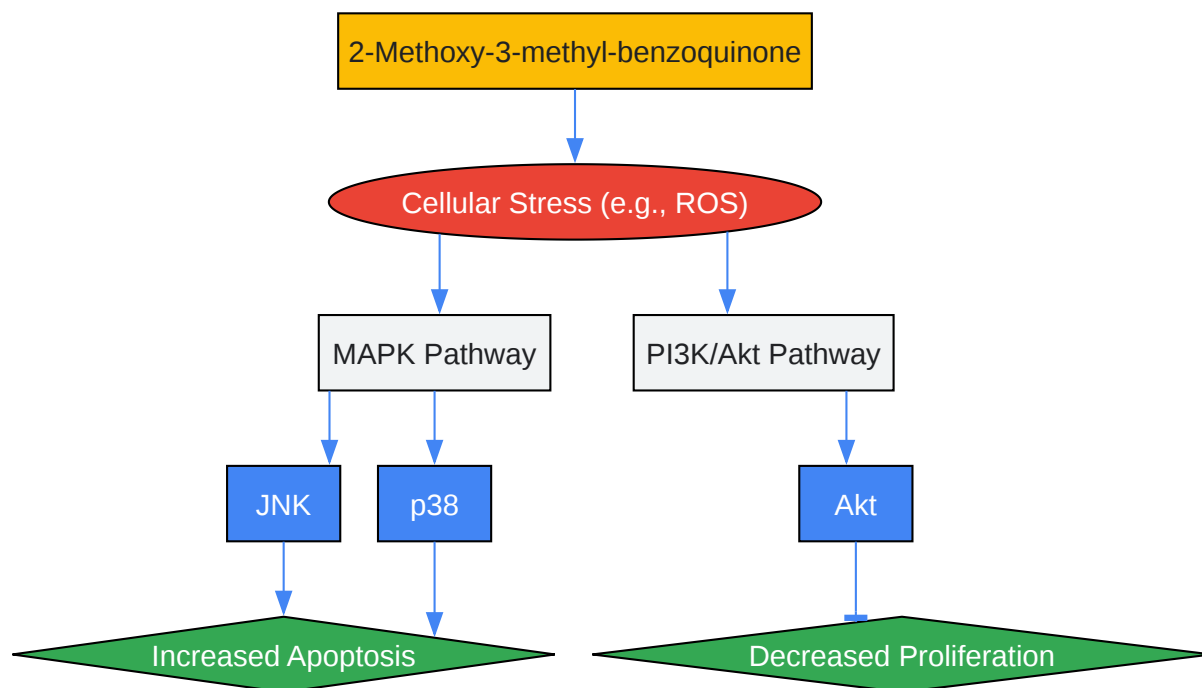 2-Methoxy-3-methyl-benzoquinone
Cellular Stress (e.g., ROS)
MAPK Pathway
PI3K/Akt Pathway
JNK
p38
Akt
Increased Apoptosis
Decreased Proliferation